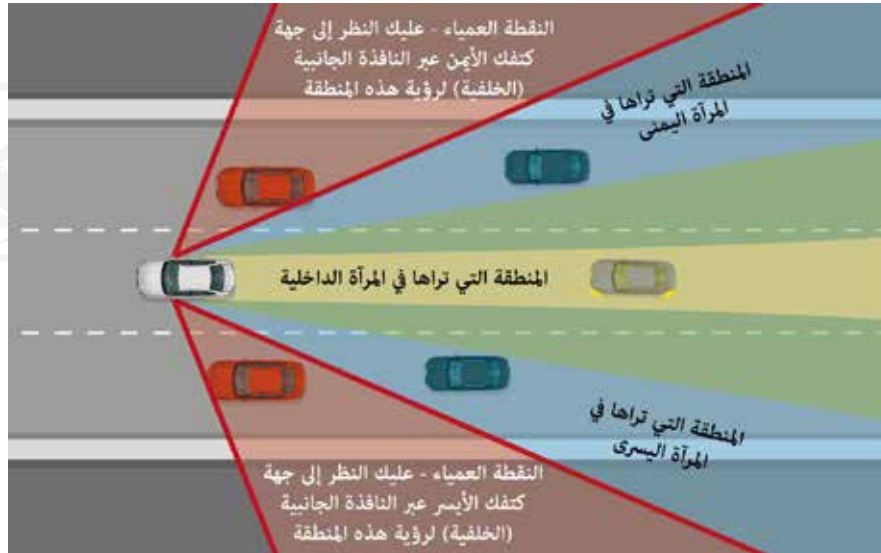 النقطة العمياء - عليك النظر إلى جهة
كتفك الأيمن عبر النافذة الجانبية
(الخلفية) لرؤية هذه المنطقة
المنطقة التي تراها في
المرآة اليمنى
المنطقة التي تراها في المرآة الداخلية
المنطقة التي تراها في
المرآة اليسرى
النقطة العمياء - عليك النظر إلى جهة
كتفك الأيسر عبر النافذة الجانبية
(الخلفية) لرؤية هذه المنطقة